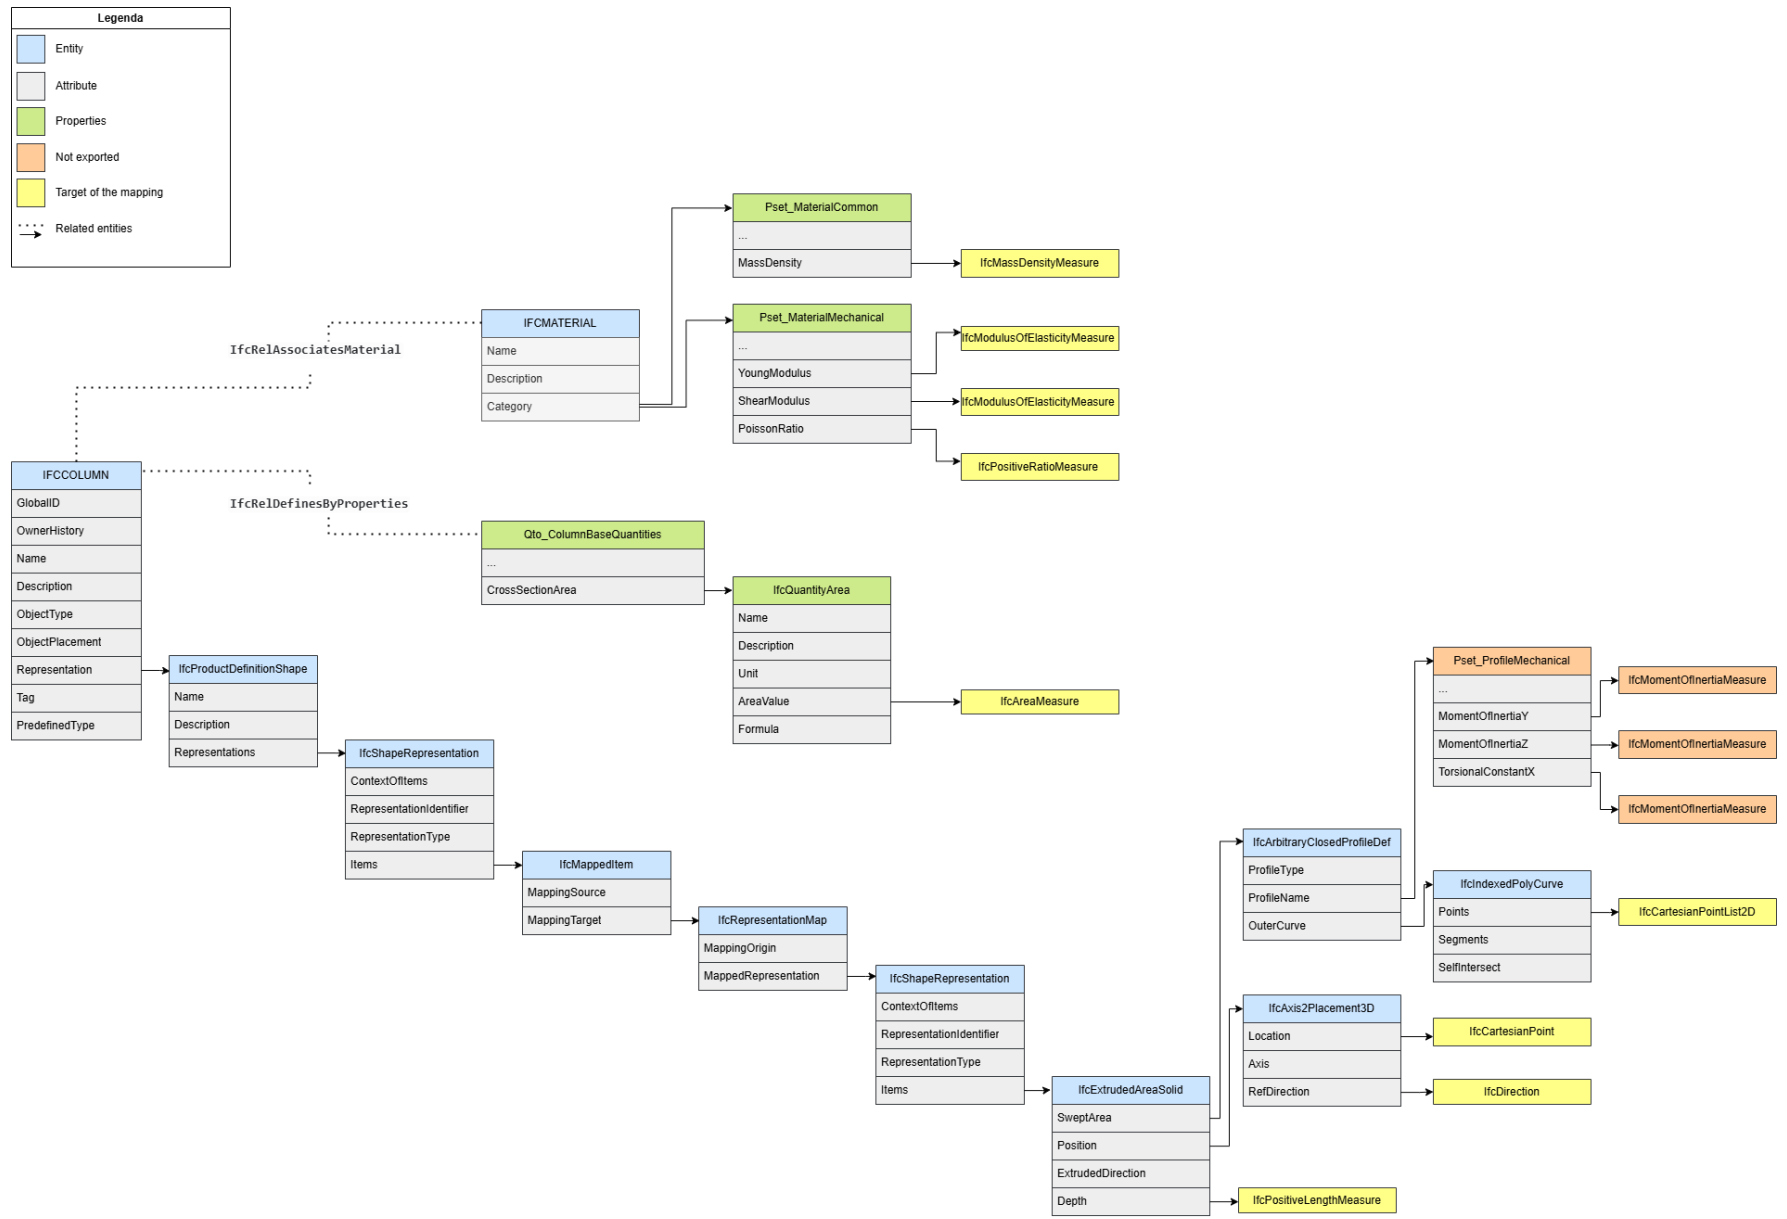 Legenda
Entity
Attribute
Properties
Not exported
Target of the mapping
Related entities
Pset_MaterialCommon
...
MassDensity
IfcMassDensityMeasure
IFCMATERIAL
Name
Description
Category
Pset_MaterialMechanical
...
YoungModulus
ShearModulus
PoissonRatio
IfcModulusOfElasticityMeasure
IfcModulusOfElasticityMeasure
IfcPositiveRatioMeasure
IfcRelAssociatesMaterial
IFCCOLUMN
GlobalID
OwnerHistory
Name
Description
ObjectType
ObjectPlacement
Representation
Tag
PredefinedType
IfcRelDefinesByProperties
Qto_ColumnBaseQuantities
...
CrossSectionArea
IfcQuantityArea
Name
Description
Unit
AreaValue
Formula
IfcAreaMeasure
IfcProductDefinitionShape
Name
Description
Representations
IfcShapeRepresentation
ContextOfItems
RepresentationIdentifier
RepresentationType
Items
IfcMappedItem
MappingSource
MappingTarget
IfcRepresentationMap
MappingOrigin
MappedRepresentation
IfcShapeRepresentation
ContextOfItems
RepresentationIdentifier
RepresentationType
Items
IfcExtrudedAreaSolid
SweptArea
Position
ExtrudedDirection
Depth
IfcPositiveLengthMeasure
IfcArbitraryClosedProfileDef
ProfileType
ProfileName
OuterCurve
IfcAxis2Placement3D
Location
Axis
RefDirection
IfcCartesianPoint
IfcDirection
Pset_ProfileMechanical
...
MomentOfInertiaY
MomentOfInertiaZ
TorsionalConstantX
IfcMomentOfInertiaMeasure
IfcMomentOfInertiaMeasure
IfcMomentOfInertiaMeasure
IfcIndexedPolyCurve
Points
Segments
SelfIntersect
IfcCartesianPointList2D